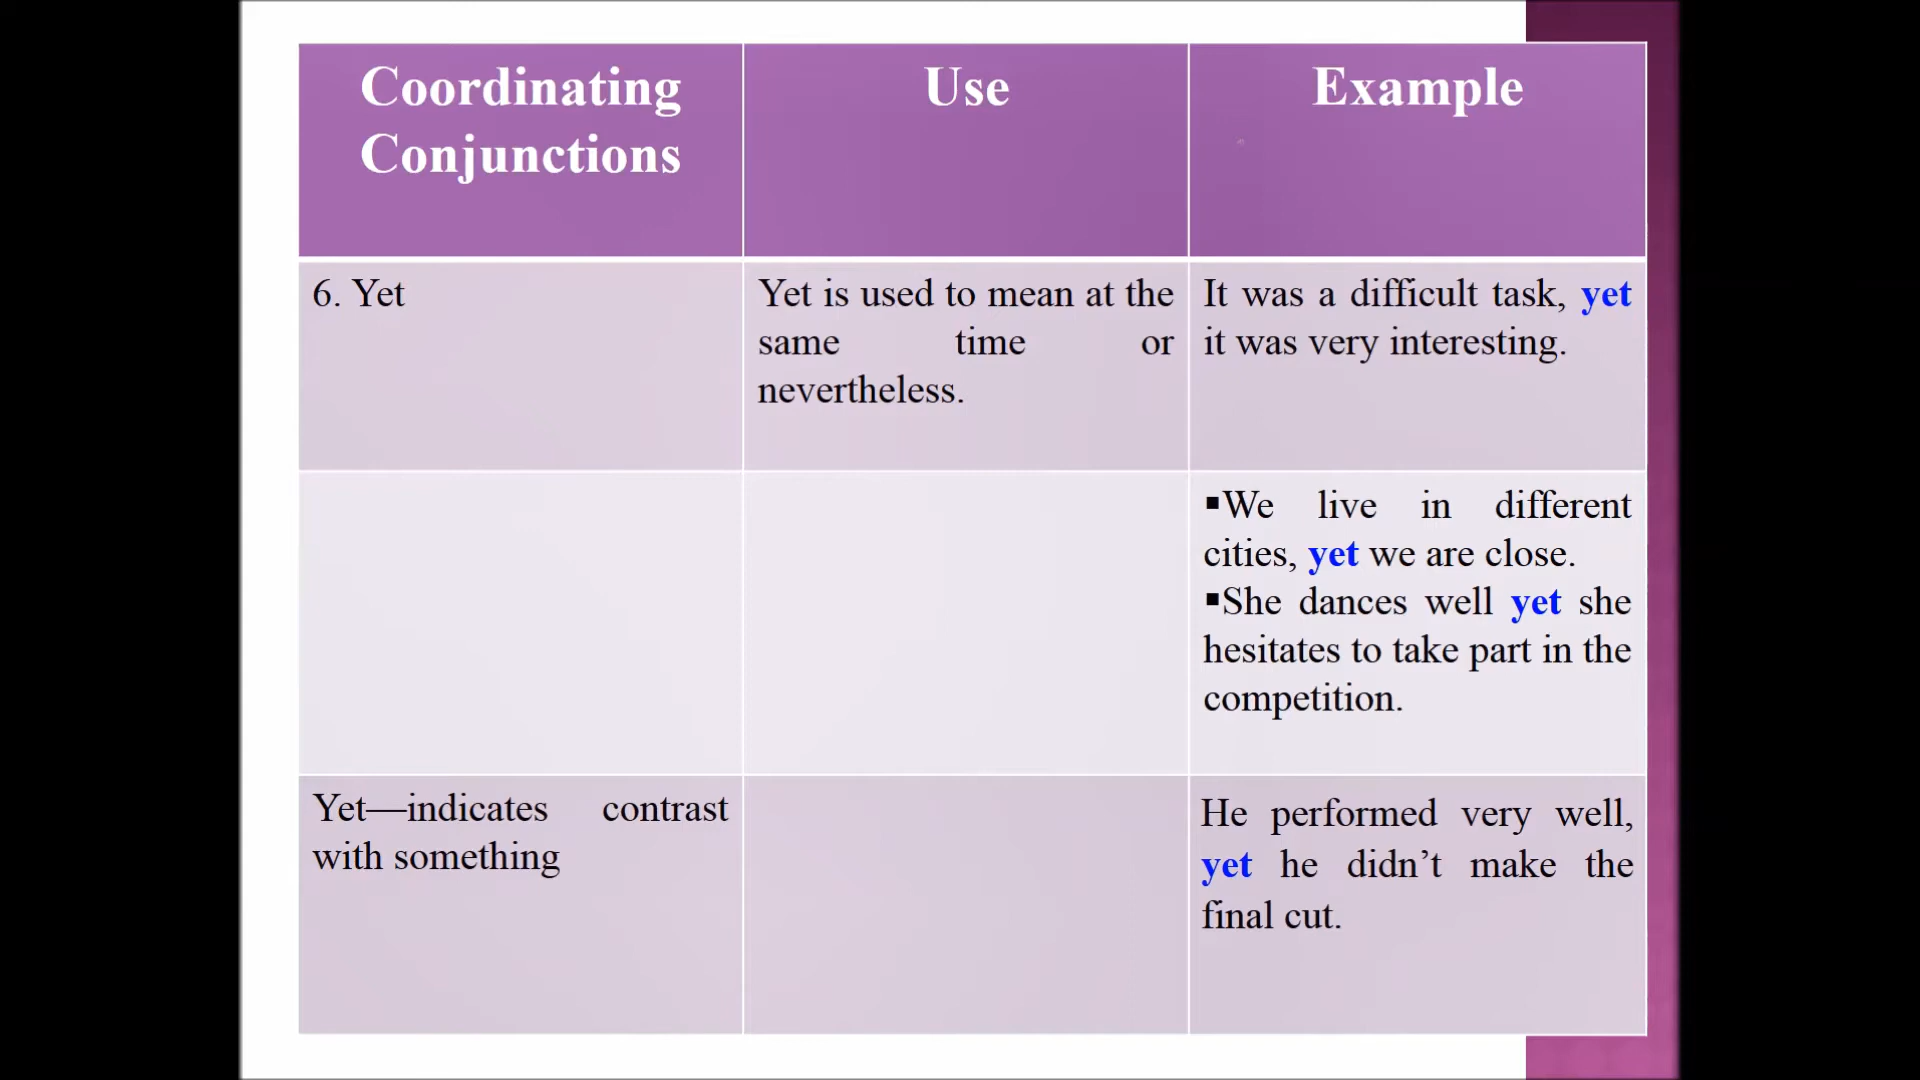 Coordinating
Conjunctions
Use
Example
6. Yet
Yet is used to mean at the
same time or
nevertheless.
It was a difficult task, yet
it was very interesting.
▪We live in different
cities, yet we are close.
▪She dances well yet she
hesitates to take part in the
competition.
Yet—indicates contrast
with something
He performed very well,
yet he didn’t make the
final cut.